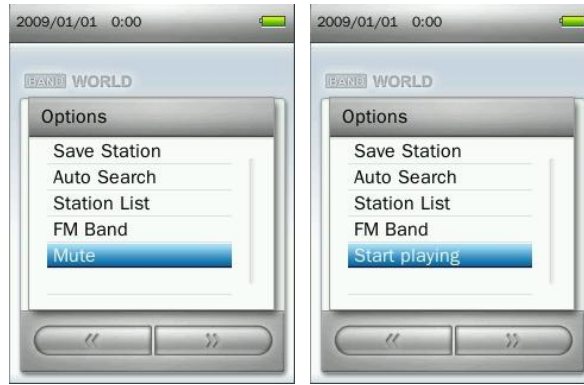 2009/01/01 0:00
BAND WORLD
Options
Save Station
Auto Search
Station List
FM Band
Mute
2009/01/01 0:00
BAND WORLD
Options
Save Station
Auto Search
Station List
FM Band
Start playing